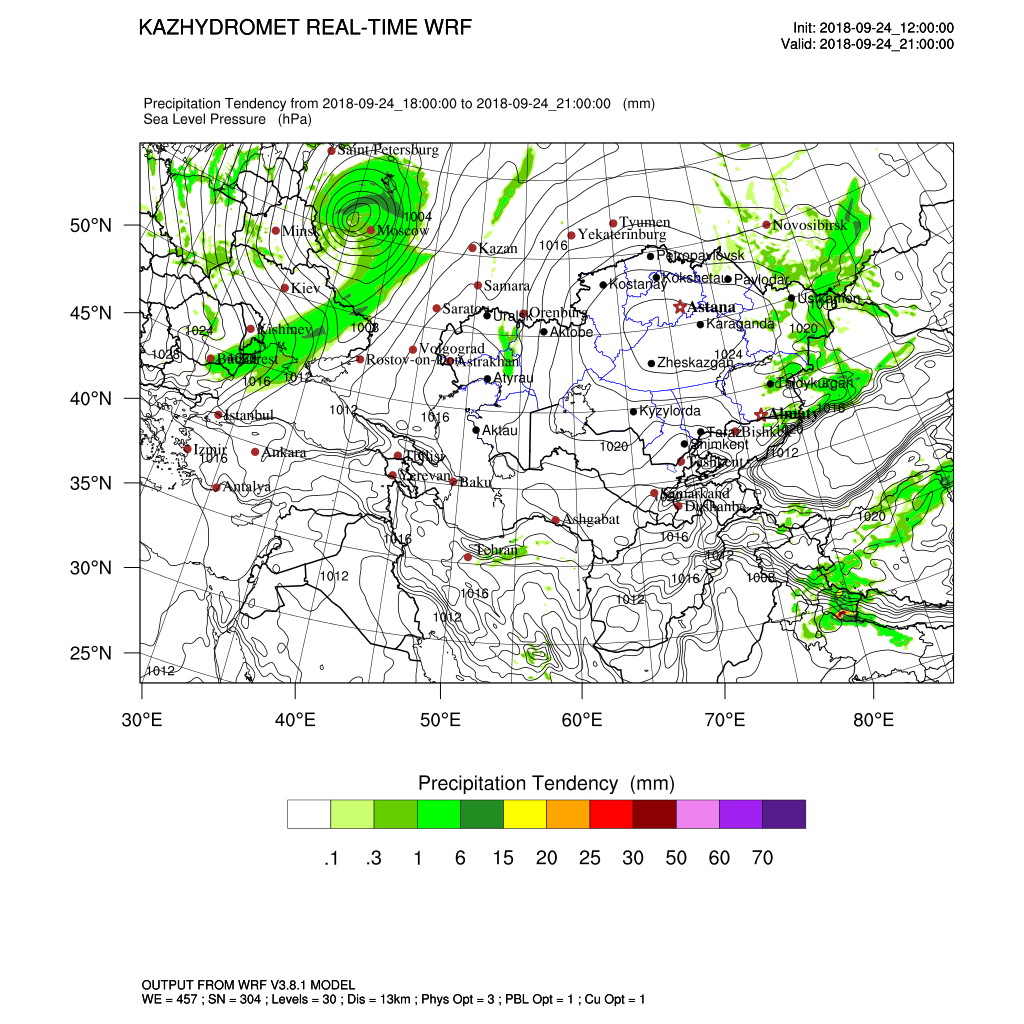 KAZHYDROMET REAL-TIME WRF
Init: 2018-09-24_12:00:00
Valid: 2018-09-24_21:00:00
Precipitation Tendency from 2018-09-24_18:00:00 to 2018-09-24_21:00:00 (mm)
Sea Level Pressure (hPa)
Saint Petersburg
1004
50°N
Minsk
Moscow
Tyumen
Novosibirsk
Yekaterinburg
1016
Kazan
Petropavlovsk
Kokshetau
Pavlodar
Kostanay
Kiev
Samara
Ustkamon
45°N
Saratov
Uralsk
Orenburg
Astana
1024
Kishinev
1008
Aktobe
Karaganda
1020
1028
Volgograd
Bucharest
Rostov-on-Don
Astrakhan
Zheskazgan
1024
1016
1012
Atyrau
Taldykurgan
40°N
Istanbul
1012
1016
Kyzylorda
Almaty
1016
Aktau
Taraz
Bishkek
Izmir
1016
Ankara
1020
Shimkent
1012
Tbilisi
Tashkent
35°N
Antalya
Yerevan
Baku
Samarkand
Dushanbe
Ashgabat
1020
1016
1016
Tehran
1012
30°N
1012
1016
1008
1016
1012
1012
25°N
1012
30°E 40°E 50°E 60°E 70°E 80°E
Precipitation Tendency (mm)
.1 .3 1 6 15 20 25 30 50 60 70
OUTPUT FROM WRF V3.8.1 MODEL
WE = 457 ; SN = 304 ; Levels = 30 ; Dis = 13km ; Phys Opt = 3 ; PBL Opt = 1 ; Cu Opt = 1